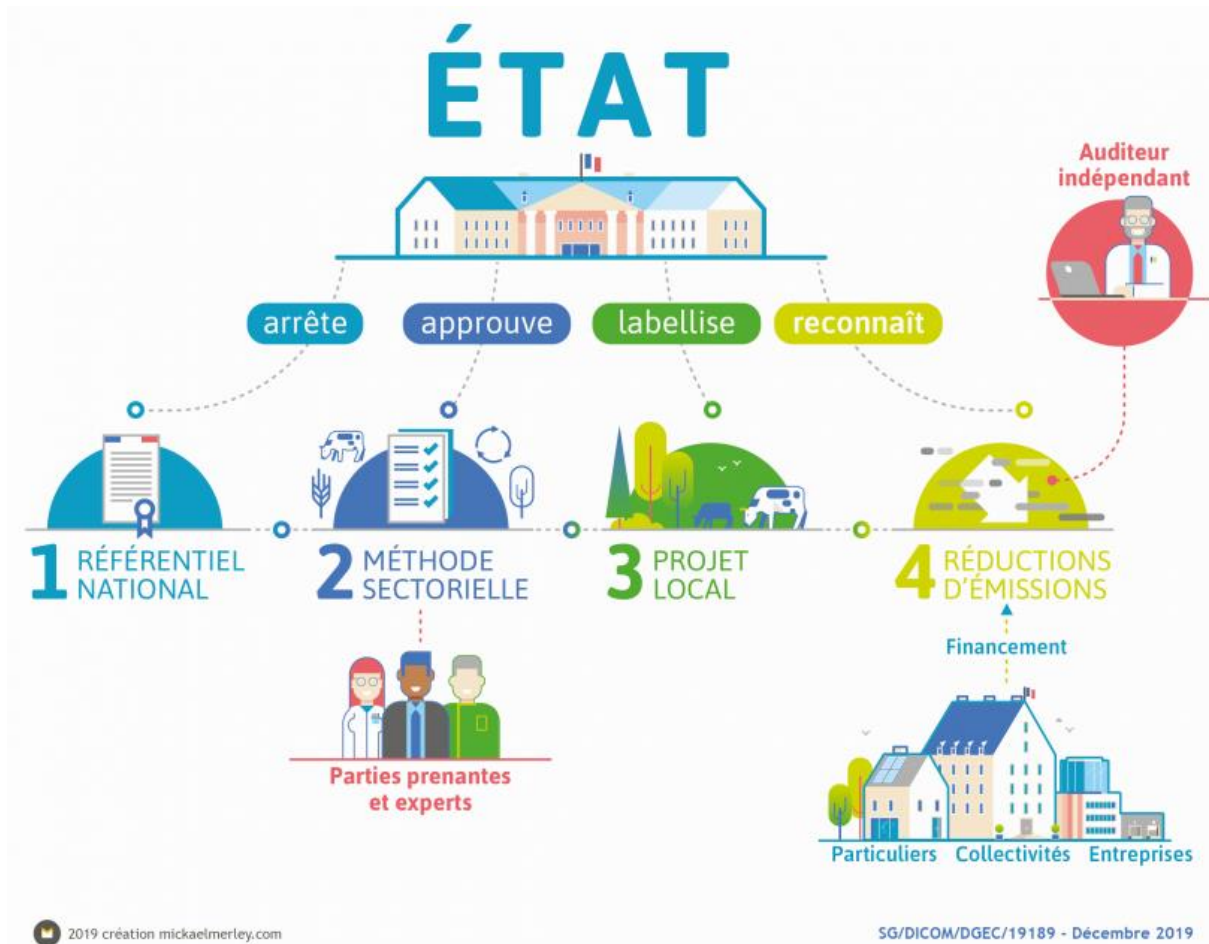 ÉTAT
Auditeur
indépendant
arrête
approuve
labellise
reconnaît
1 RÉFÉRENTIEL
NATIONAL
2 MÉTHODE
SECTORIELLE
3 PROJET
LOCAL
4 RÉDUCTIONS
D'ÉMISSIONS
Financement
Parties prenantes
et experts
Particuliers Collectivités Entreprises
2019 création mickaelmerley.com
SG/DICOM/DGEC/19189 - Décembre 2019